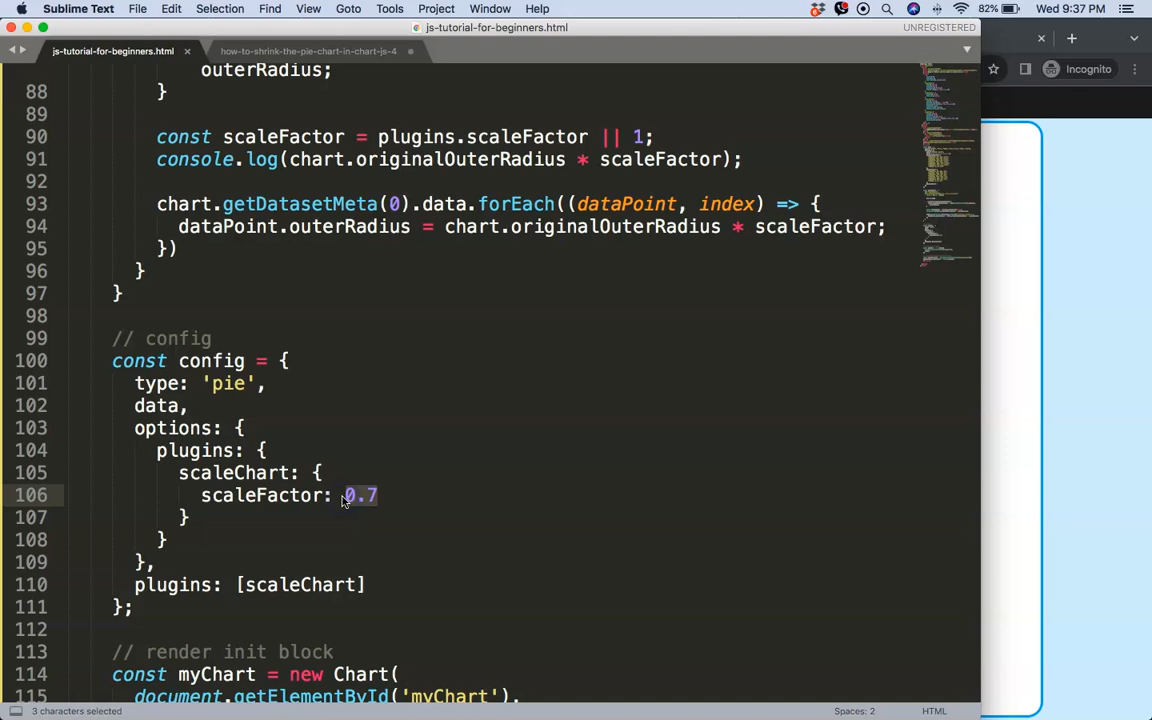 Sublime Text File Edit Selection Find View Goto Tools Project Window Help 82% Wed 9:37 PM
js-tutorial-for-beginners.html UNREGISTERED
js-tutorial-for-beginners.html × how-to-shrink-the-pie-chart-in-chart-js-4
Incognito
outerRadius;
88 }
89
90 const scaleFactor = plugins.scaleFactor || 1;
91 console.log(chart.originalOuterRadius * scaleFactor);
92
93 chart.getDatasetMeta(0).data.forEach((dataPoint, index) => {
94 dataPoint.outerRadius = chart.originalOuterRadius * scaleFactor;
95 })
96 }
97 }
98
99 // config
100 const config = {
101 type: 'pie',
102 data,
103 options: {
104 plugins: {
105 scaleChart: {
106 scaleFactor: 0.7
107 }
108 }
109 },
110 plugins: [scaleChart]
111 };
112
113 // render init block
114 const myChart = new Chart(
115 document.getElementById('myChart'),
3 characters selected Spaces: 2 HTML